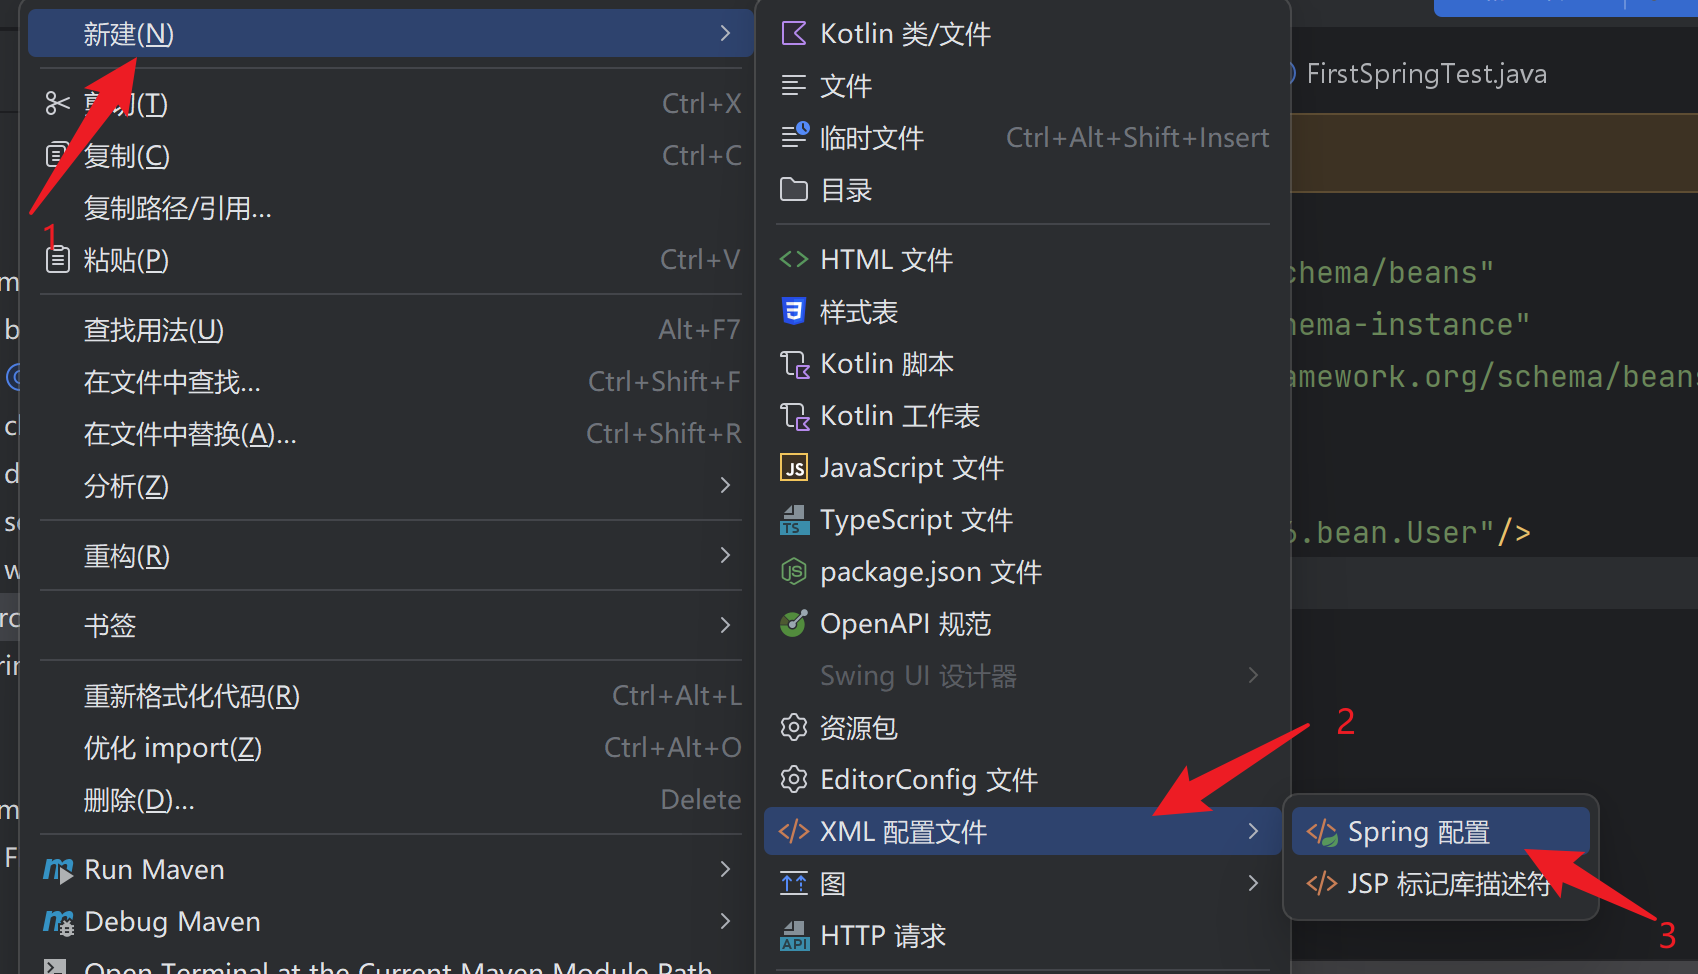 新建(N)
剪切(T) Ctrl+X
复制(C) Ctrl+C
复制路径/引用...
1
粘贴(P) Ctrl+V
查找用法(U) Alt+F7
在文件中查找... Ctrl+Shift+F
在文件中替换(A)... Ctrl+Shift+R
分析(Z)
重构(R)
书签
重新格式化代码(R) Ctrl+Alt+L
优化 import(Z) Ctrl+Alt+O
删除(D)... Delete
Run Maven
Debug Maven
Open Terminal at the Current Maven Module Path
Kotlin 类/文件
文件
临时文件 Ctrl+Alt+Shift+Insert
目录
HTML 文件
样式表
Kotlin 脚本
Kotlin 工作表
JS JavaScript 文件
TS TypeScript 文件
package.json 文件
OpenAPI 规范
Swing UI 设计器
资源包
EditorConfig 文件
XML 配置文件
图
API HTTP 请求
2
Spring 配置
JSP 标记库描述符
3
FirstSpringTest.java
chema/beans"
hema-instance"
amework.org/schema/beans
.bean.User"/>